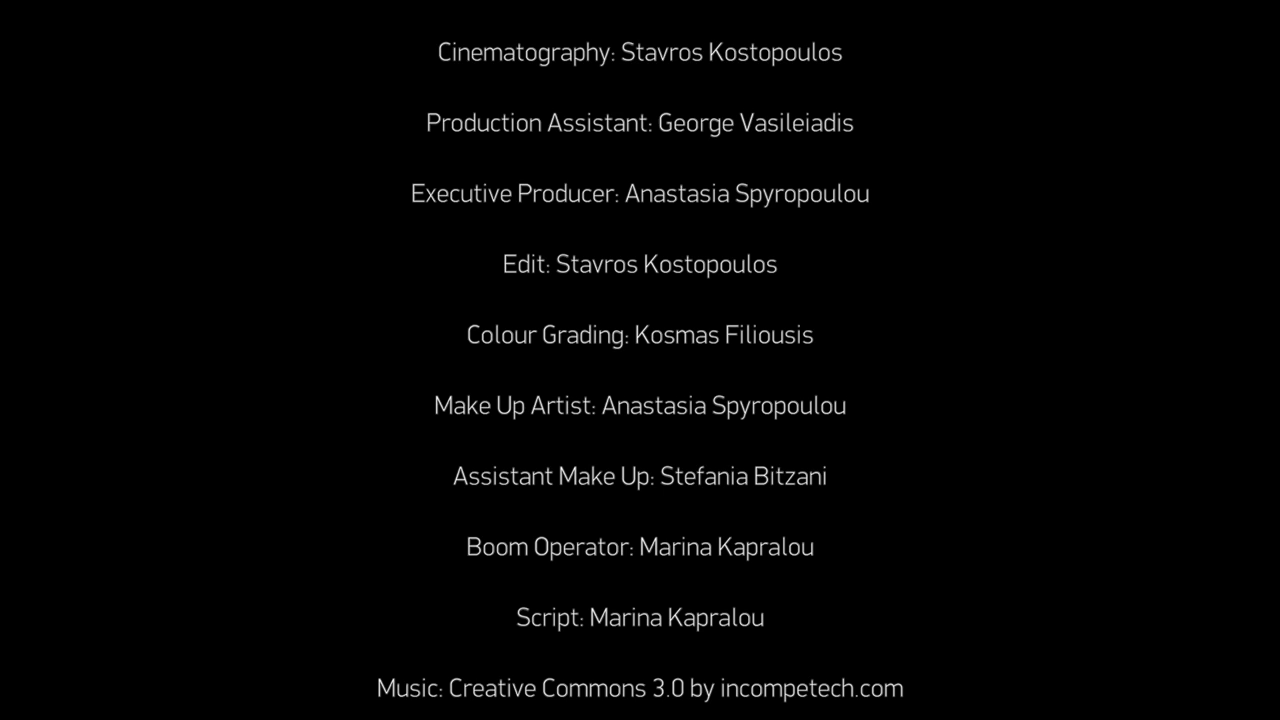 Cinematography: Stavros Kostopoulos
Production Assistant: George Vasileiadis
Executive Producer: Anastasia Spyropoulou
Edit: Stavros Kostopoulos
Colour Grading: Kosmas Filiousis
Make Up Artist: Anastasia Spyropoulou
Assistant Make Up: Stefania Bitzani
Boom Operator: Marina Kapralou
Script: Marina Kapralou
Music: Creative Commons 3.0 by incompetech.com